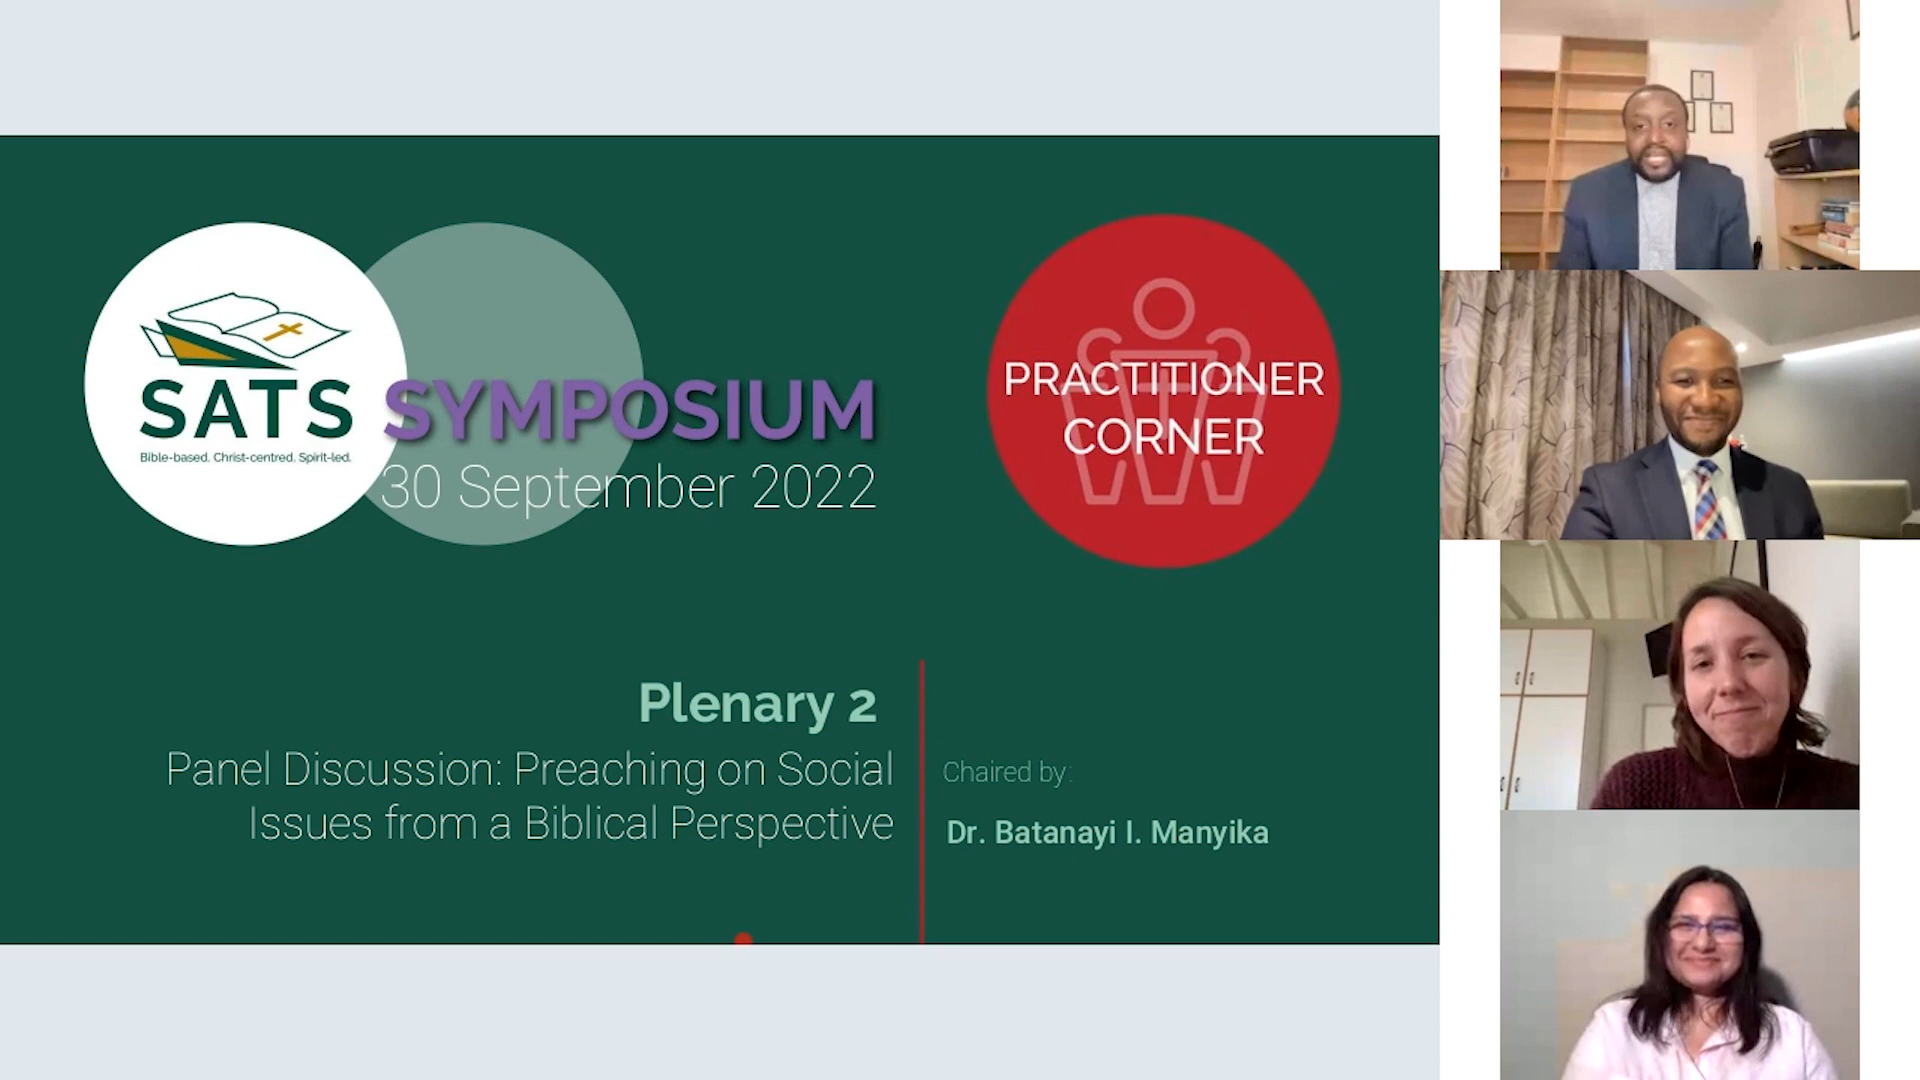 SATS
Bible-based. Christ-centred. Spirit-led.
SYMPOSIUM
30 September 2022
PRACTITIONER
CORNER
Plenary 2
Panel Discussion: Preaching on Social
Issues from a Biblical Perspective
Chaired by:
Dr. Batanayi I. Manyika